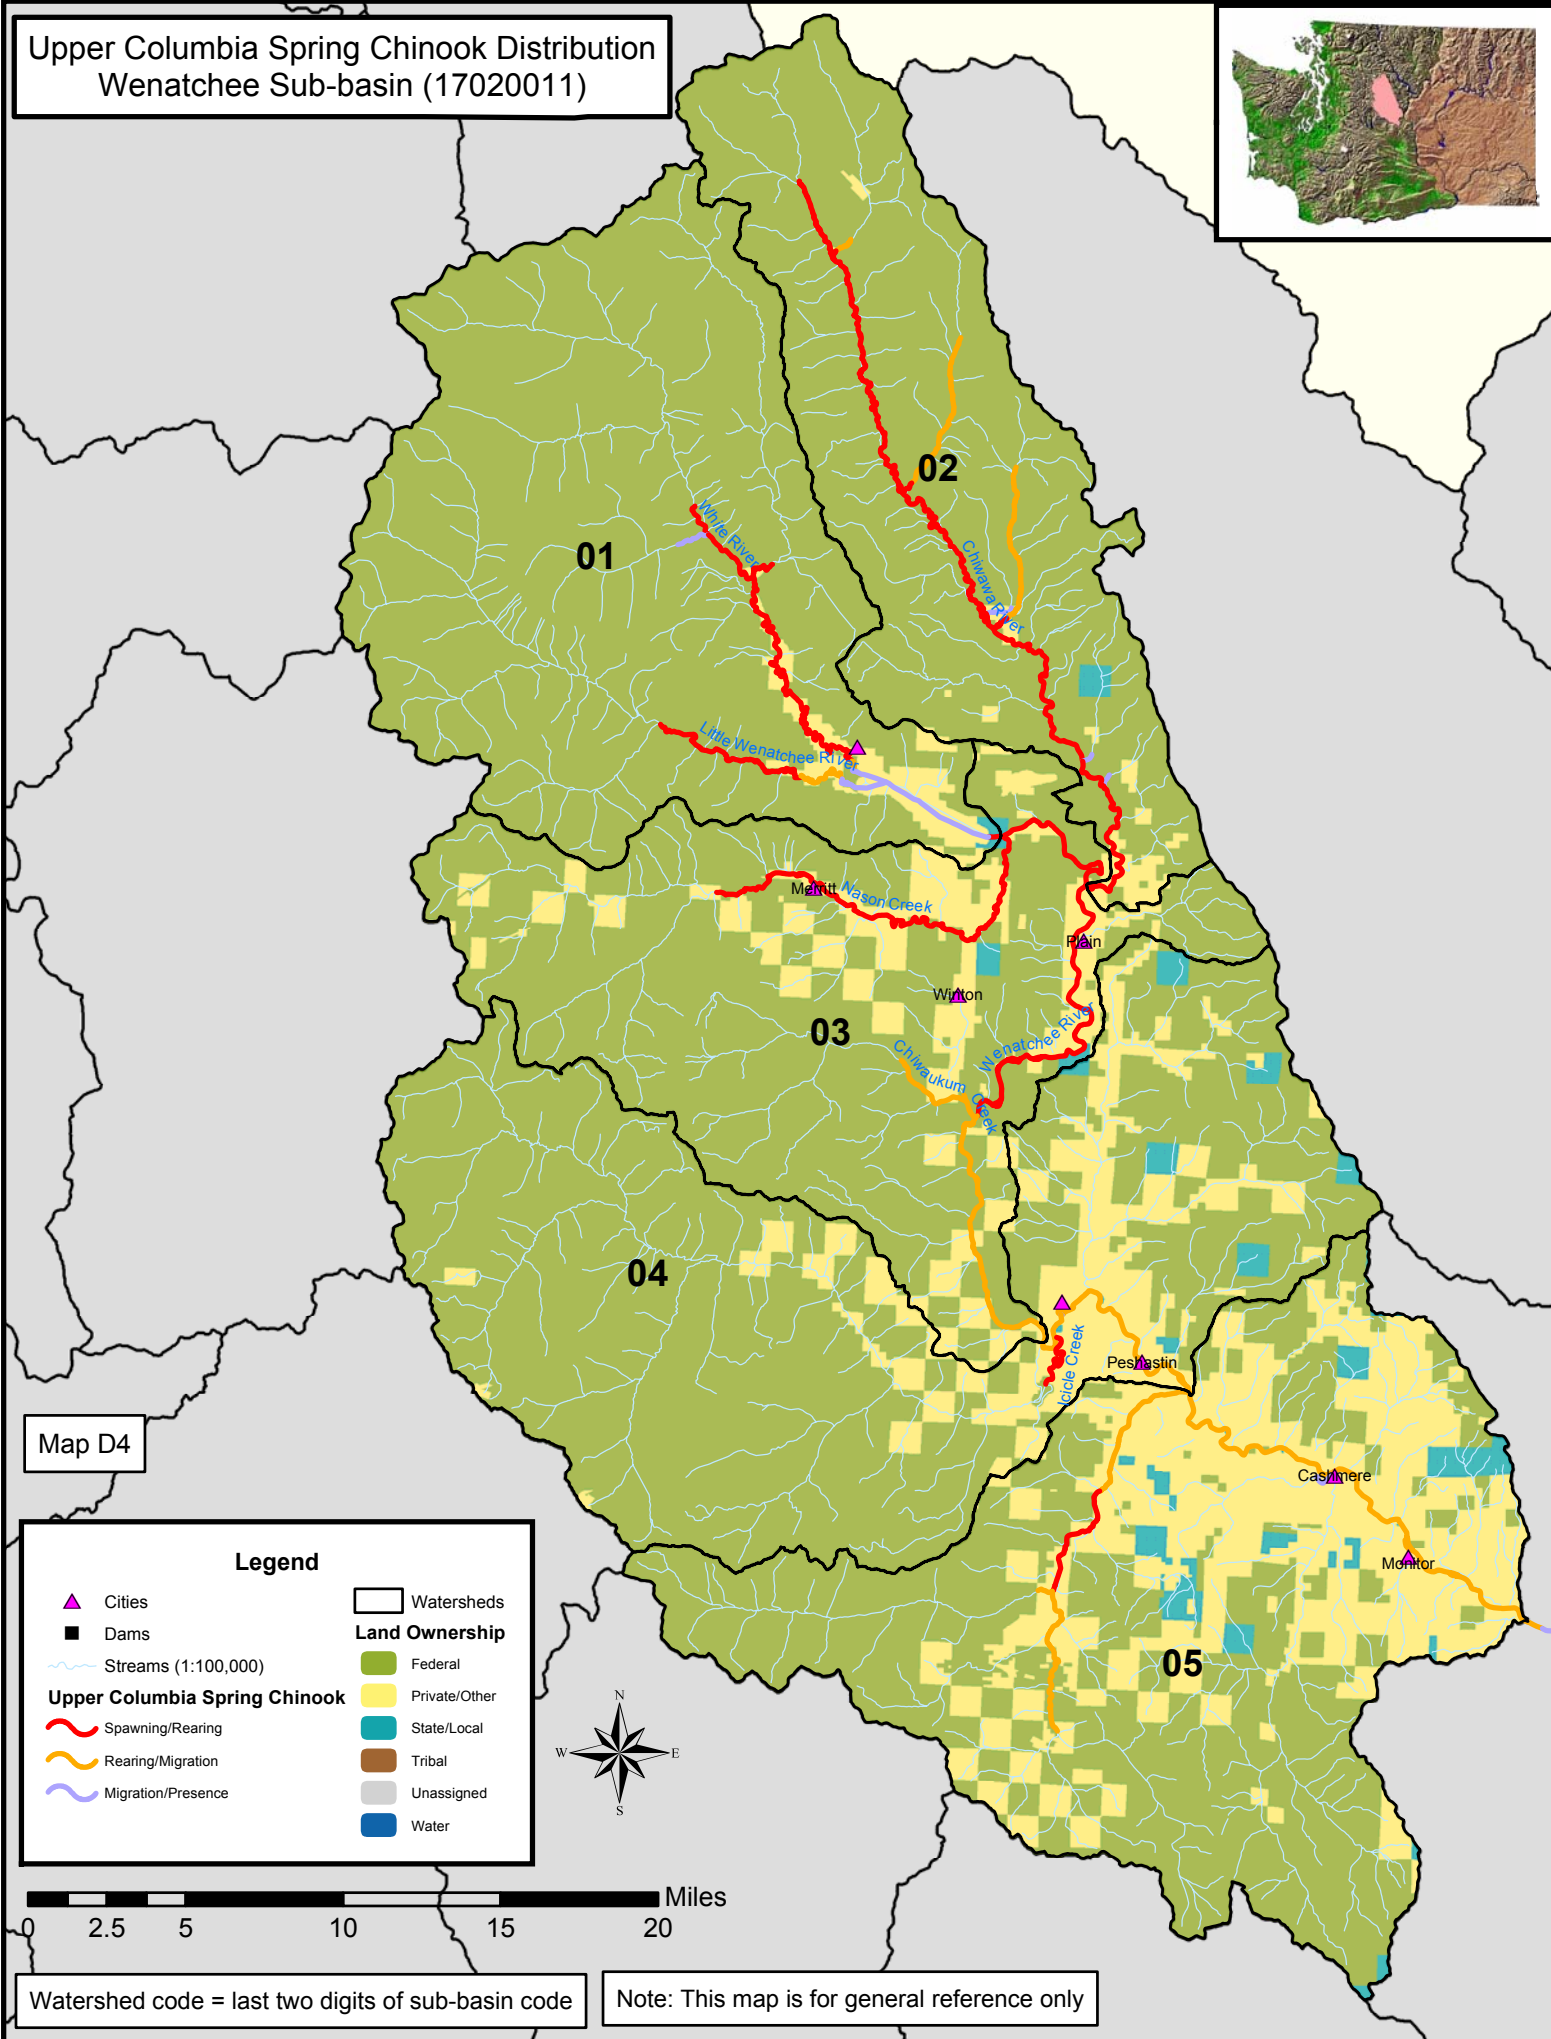 Upper Columbia Spring Chinook Distribution
Wenatchee Sub-basin (17020011)
02
01
White River
Chiwawa River
Little Wenatchee River
Merritt
Nason Creek
Plain
Winton
03
Wenatchee River
Chiwaukum Creek
04
Icicle Creek
Peshastin
Map D4
Cashmere
Monitor
05
Legend
Cities
Dams
Streams (1:100,000)
Upper Columbia Spring Chinook
Spawning/Rearing
Rearing/Migration
Migration/Presence
Watersheds
Land Ownership
Federal
Private/Other
State/Local
Tribal
Unassigned
Water
N
W E
S
Miles
0 2.5 5 10 15 20
Watershed code = last two digits of sub-basin code
Note: This map is for general reference only